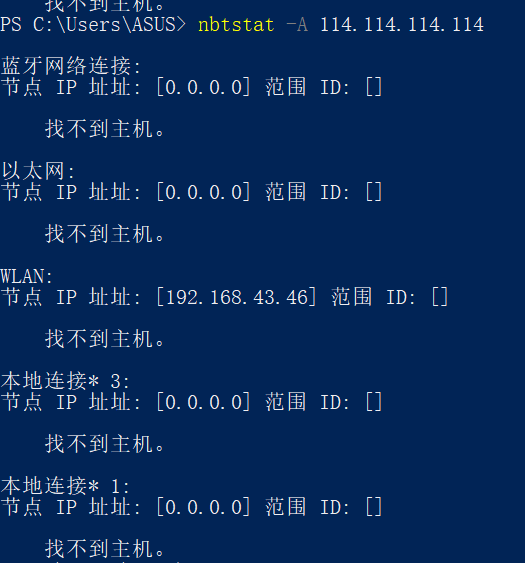 找不到主机。
PS C:\Users\ASUS> nbtstat -A 114.114.114.114
蓝牙网络连接:
节点 IP 址址: [0.0.0.0] 范围 ID: []
找不到主机。
以太网:
节点 IP 址址: [0.0.0.0] 范围 ID: []
找不到主机。
WLAN:
节点 IP 址址: [192.168.43.46] 范围 ID: []
找不到主机。
本地连接* 3:
节点 IP 址址: [0.0.0.0] 范围 ID: []
找不到主机。
本地连接* 1:
节点 IP 址址: [0.0.0.0] 范围 ID: []
找不到主机。